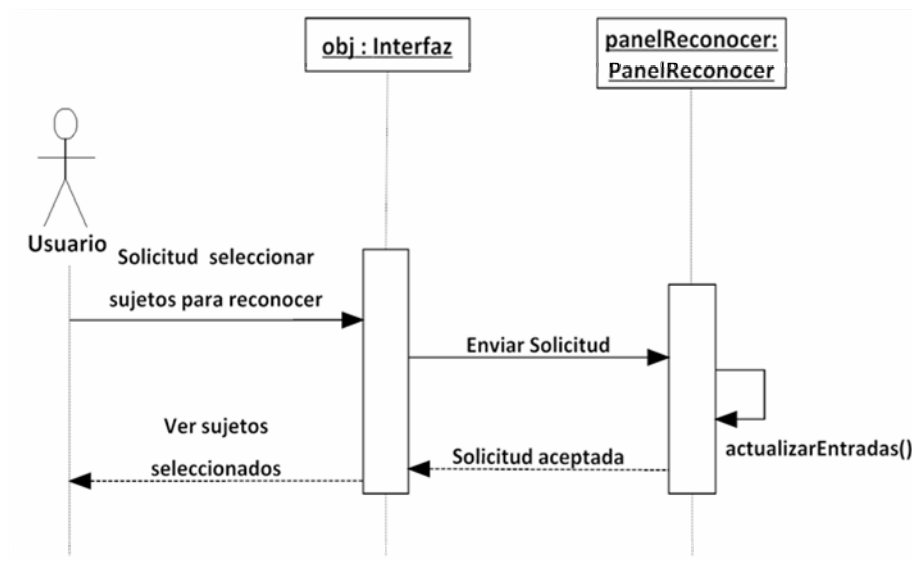 obj : Interfaz
panelReconocer:
PanelReconocer
Usuario
Solicitud seleccionar
sujetos para reconocer
Enviar Solicitud
actualizarEntradas()
Solicitud aceptada
Ver sujetos
seleccionados